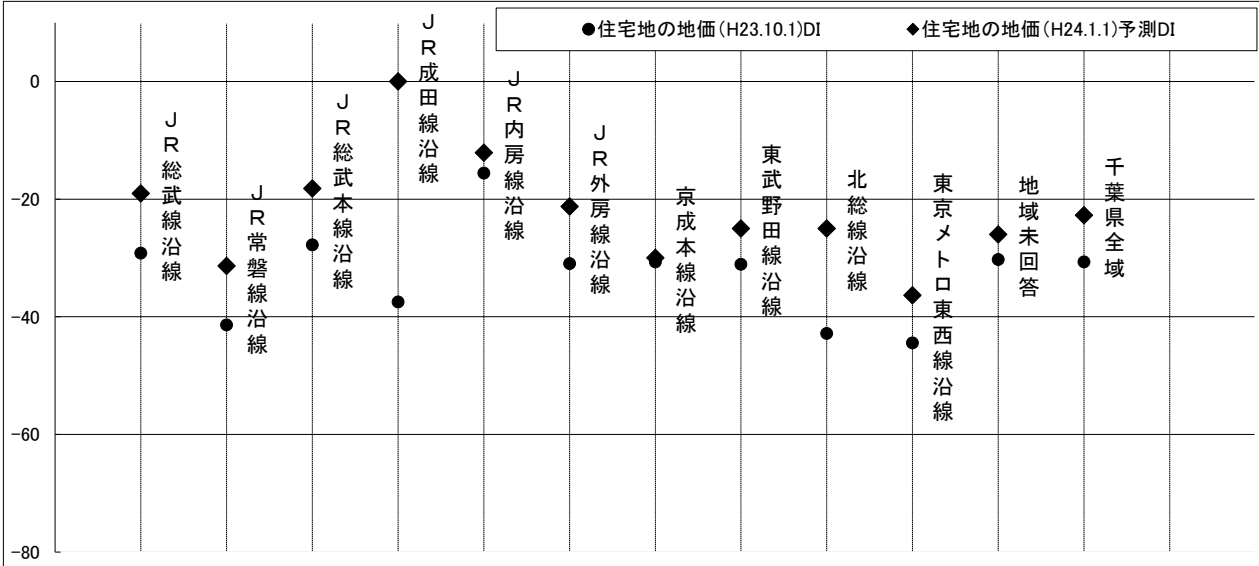 ●住宅地の地価(H23.10.1)DI
◆住宅地の地価(H24.1.1)予測DI
0
-20
-40
-60
-80
JR総武線沿線
JR常磐線沿線
JR総武本線沿線
JR成田線沿線
JR内房線沿線
JR外房線沿線
京成本線沿線
東武野田線沿線
北総線沿線
東京メトロ東西線沿線
地域未回答
千葉県全域